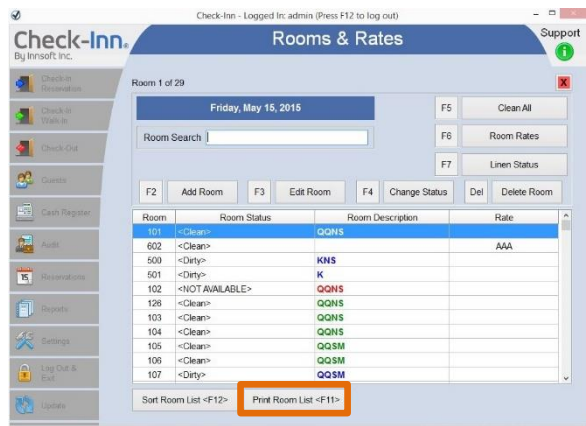 Check-Inn - Logged In: admin (Press F12 to log out)
Check-Inn.
By Innsoft Inc.
Rooms & Rates
Support
Check-In
Reservation
Check-In
Walk-In
Check-Out
Guests
Cash Register
Audit
Reservations
Reports
Settings
Log Out &
Exit
Update
Room 1 of 29
X
Friday, May 15, 2015
F5 Clean All
Room Search
F6 Room Rates
F7 Linen Status
F2 Add Room F3 Edit Room F4 Change Status Del Delete Room
Room Room Status Room Description Rate
101 <Clean> QQNS
602 <Clean> AAA
500 <Dirty> KNS
501 <Dirty> K
102 <NOT AVAILABLE> QQNS
126 <Clean> QQNS
103 <Clean> QQNS
104 <Clean> QQNS
105 <Clean> QQSM
106 <Clean> QQSM
107 <Dirty> QQSM
Sort Room List <F12> Print Room List <F11>
15